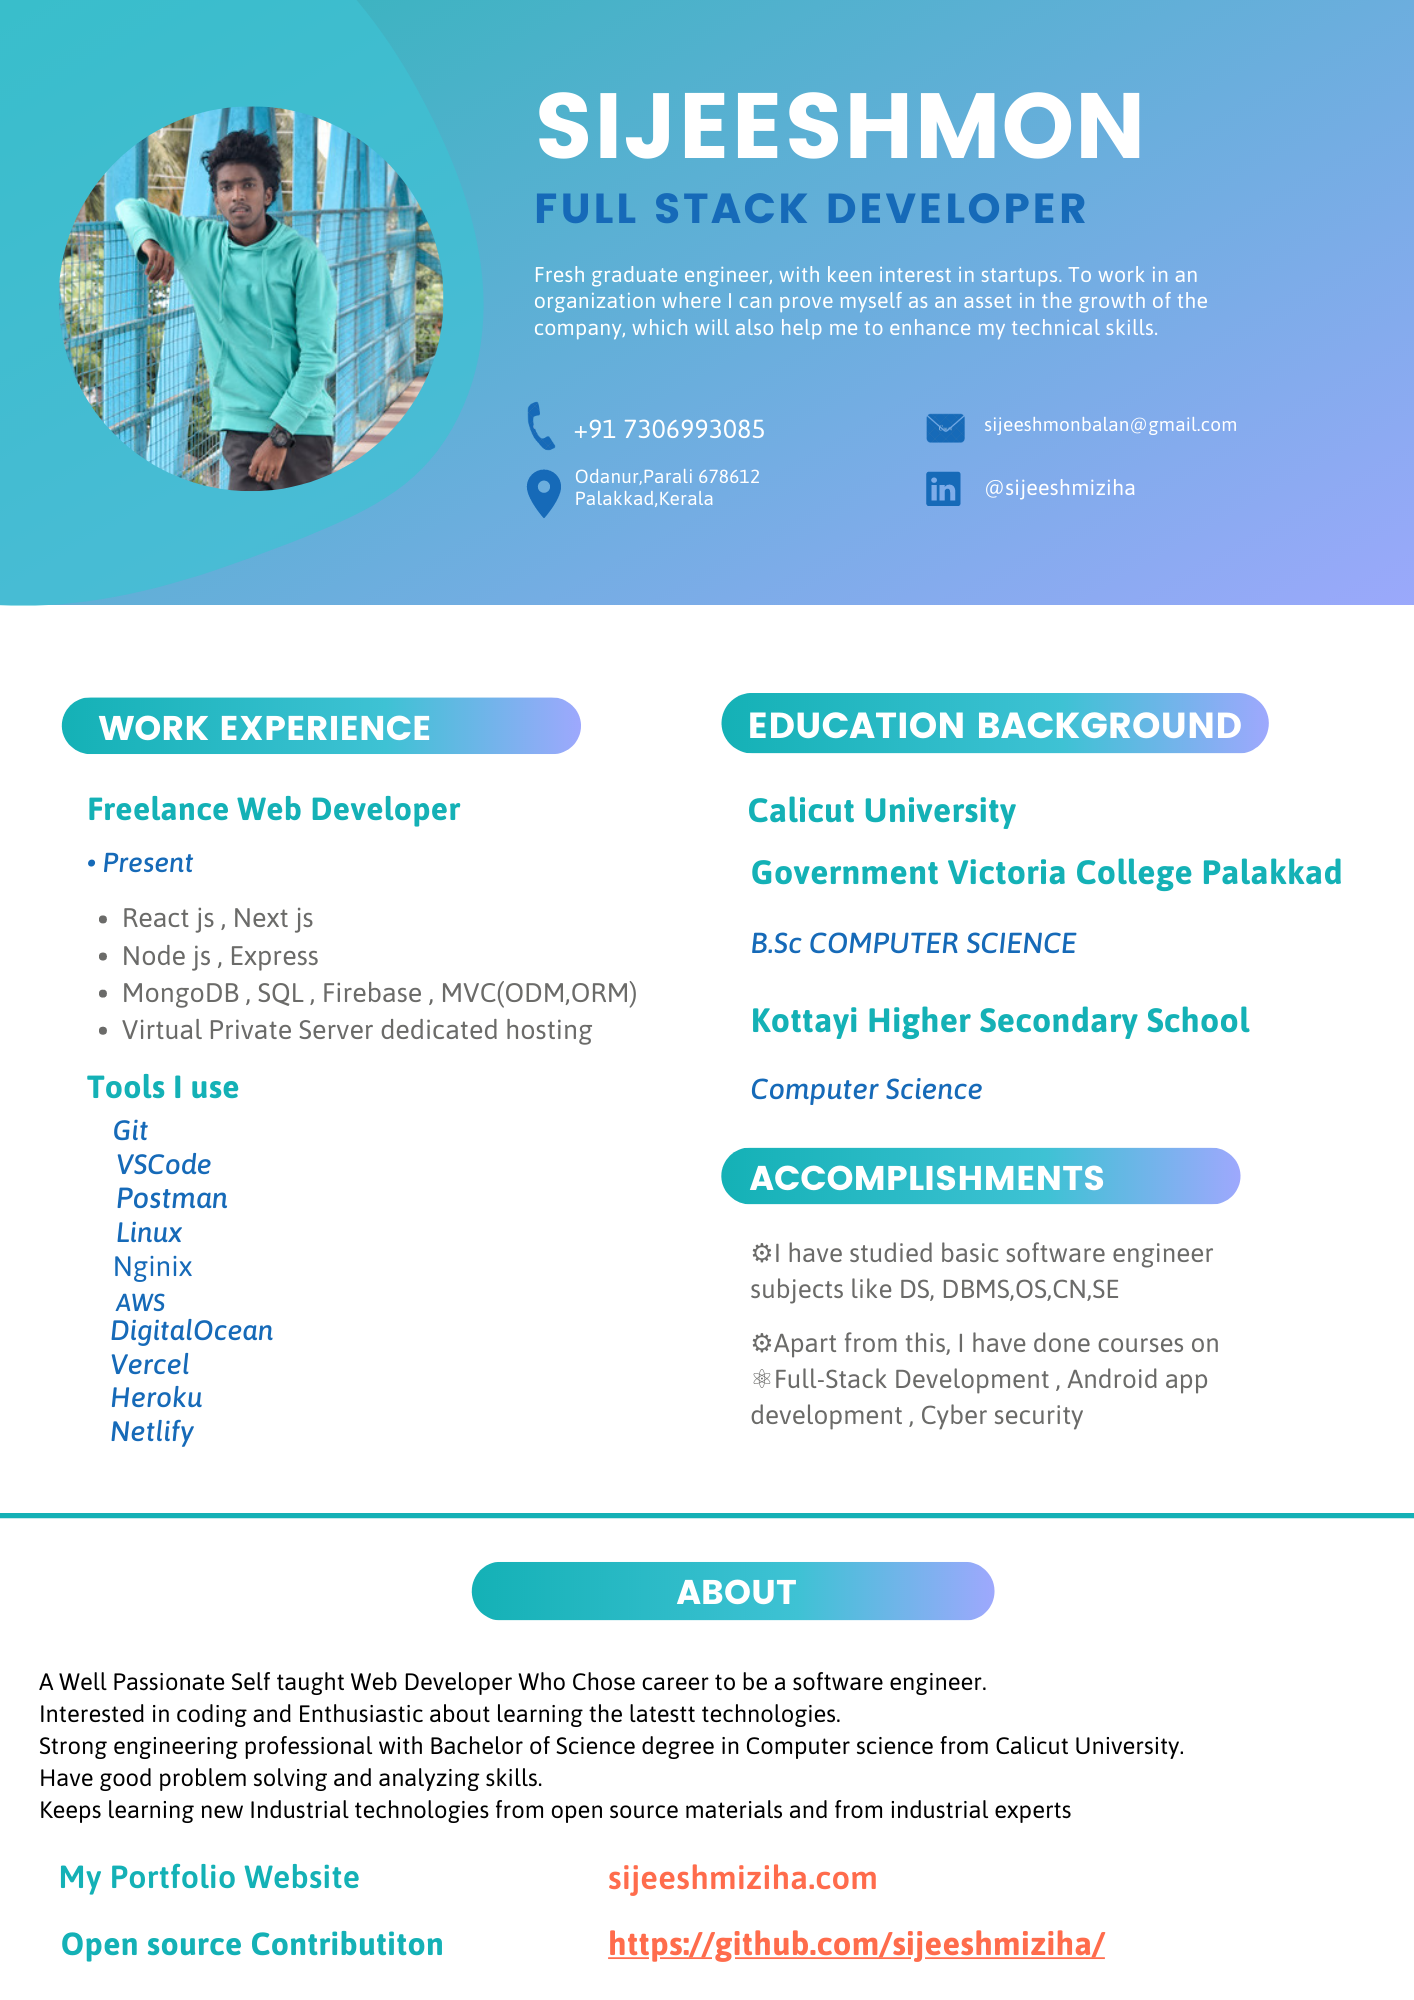 SIJEESHMON
FULL STACK DEVELOPER
Fresh graduate engineer, with keen interest in startups. To work in an
organization where I can prove myself as an asset in the growth of the
company, which will also help me to enhance my technical skills.
+91 7306993085
sijeeshmonbalan@gmail.com
Odanur,Parali 678612
Palakkad,Kerala
in
@sijeeshmiziha
WORK EXPERIENCE
Freelance Web Developer
• Present
• React js , Next js
• Node js , Express
• MongoDB , SQL , Firebase , MVC(ODM,ORM)
• Virtual Private Server dedicated hosting
Tools I use
Git
VSCode
Postman
Linux
Nginix
AWS
DigitalOcean
Vercel
Heroku
Netlify
EDUCATION BACKGROUND
Calicut University
Government Victoria College Palakkad
B.Sc COMPUTER SCIENCE
Kottayi Higher Secondary School
Computer Science
ACCOMPLISHMENTS
⚙I have studied basic software engineer
subjects like DS, DBMS,OS,CN,SE
⚙Apart from this, I have done courses on
⚛Full-Stack Development , Android app
development , Cyber security
ABOUT
A Well Passionate Self taught Web Developer Who Chose career to be a software engineer.
Interested in coding and Enthusiastic about learning the latestt technologies.
Strong engineering professional with Bachelor of Science degree in Computer science from Calicut University.
Have good problem solving and analyzing skills.
Keeps learning new Industrial technologies from open source materials and from industrial experts
My Portfolio Website
sijeeshmiziha.com
Open source Contributiton
https://github.com/sijeeshmiziha/